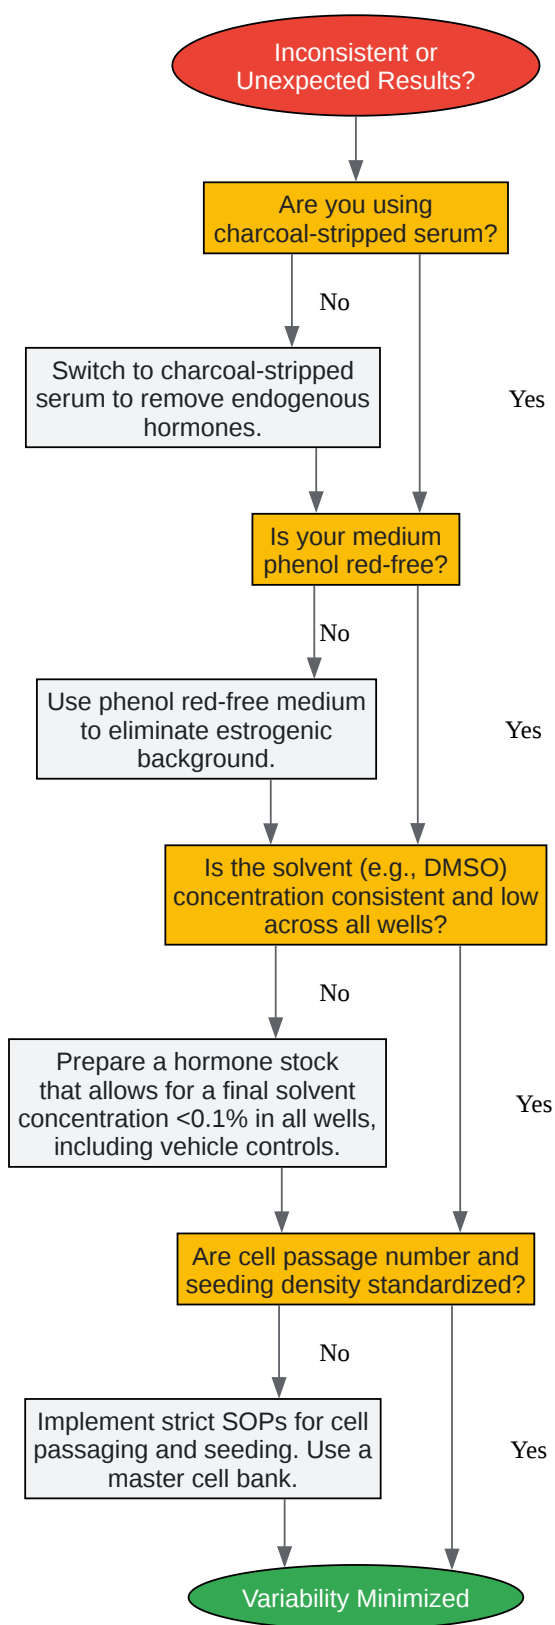 Inconsistent or
Unexpected Results?
Are you using
charcoal-stripped serum?
No
Switch to charcoal-stripped
serum to remove endogenous
hormones.
Yes
Is your medium
phenol red-free?
No
Use phenol red-free medium
to eliminate estrogenic
background.
Yes
Is the solvent (e.g., DMSO)
concentration consistent and low
across all wells?
No
Prepare a hormone stock
that allows for a final solvent
concentration <0.1% in all wells,
including vehicle controls.
Yes
Are cell passage number and
seeding density standardized?
No
Implement strict SOPs for cell
passaging and seeding. Use a
master cell bank.
Yes
Variability Minimized